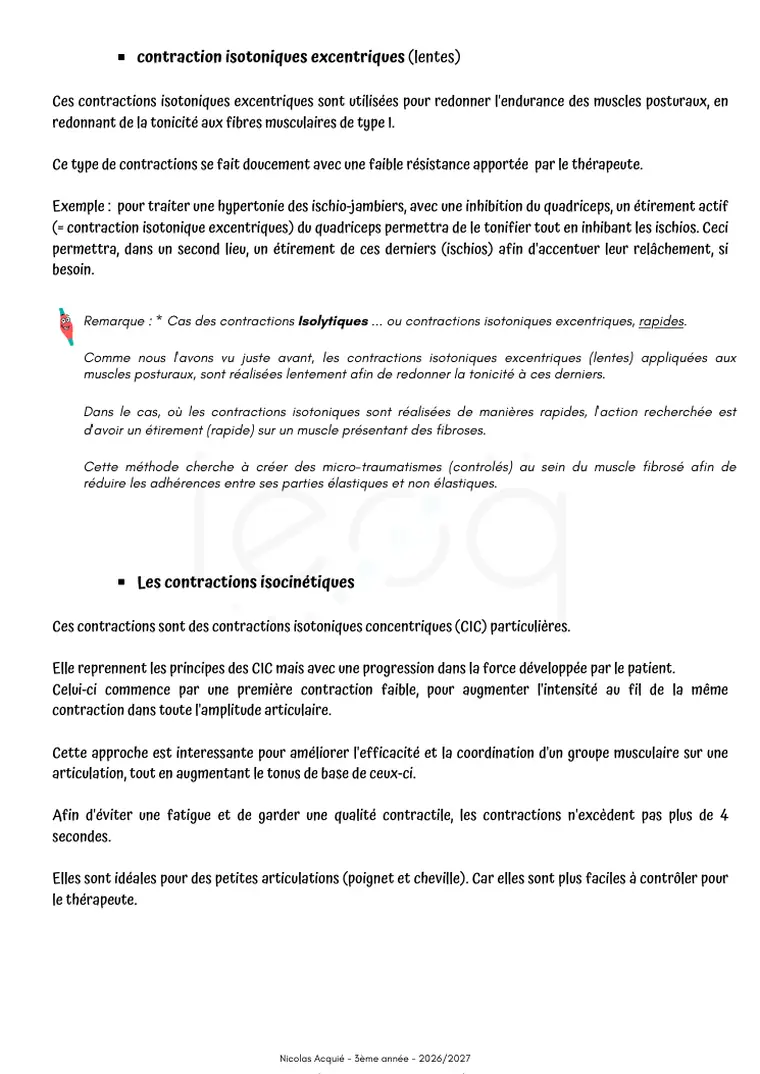 ▪ contraction isotoniques excentriques (lentes)
Ces contractions isotoniques excentriques sont utilisées pour redonner l'endurance des muscles posturaux, en
redonnant de la tonicité aux fibres musculaires de type I.
Ce type de contractions se fait doucement avec une faible résistance apportée par le thérapeute.
Exemple : pour traiter une hypertonie des ischio-jambiers, avec une inhibition du quadriceps, un étirement actif
(= contraction isotonique excentriques) du quadriceps permettra de le tonifier tout en inhibant les ischios. Ceci
permettra, dans un second lieu, un étirement de ces derniers (ischios) afin d'accentuer leur relâchement, si
besoin.
Remarque : * Cas des contractions Isolytiques ... ou contractions isotoniques excentriques, rapides.
Comme nous l'avons vu juste avant, les contractions isotoniques excentriques (lentes) appliquées aux
muscles posturaux, sont réalisées lentement afin de redonner la tonicité à ces derniers.
Dans le cas, où les contractions isotoniques sont réalisées de manières rapides, l'action recherchée est
d'avoir un étirement (rapide) sur un muscle présentant des fibroses.
Cette méthode cherche à créer des micro-traumatismes (controlés) au sein du muscle fibrosé afin de
réduire les adhérences entre ses parties élastiques et non élastiques.
▪ Les contractions isocinétiques
Ces contractions sont des contractions isotoniques concentriques (CIC) particulières.
Elle reprennent les principes des CIC mais avec une progression dans la force développée par le patient.
Celui-ci commence par une première contraction faible, pour augmenter l'intensité au fil de la même
contraction dans toute l'amplitude articulaire.
Cette approche est interessante pour améliorer l'efficacité et la coordination d'un groupe musculaire sur une
articulation, tout en augmentant le tonus de base de ceux-ci.
Afin d'éviter une fatigue et de garder une qualité contractile, les contractions n'excèdent pas plus de 4
secondes.
Elles sont idéales pour des petites articulations (poignet et cheville). Car elles sont plus faciles à contrôler pour
le thérapeute.
Nicolas Acquié - 3ème année - 2026/2027